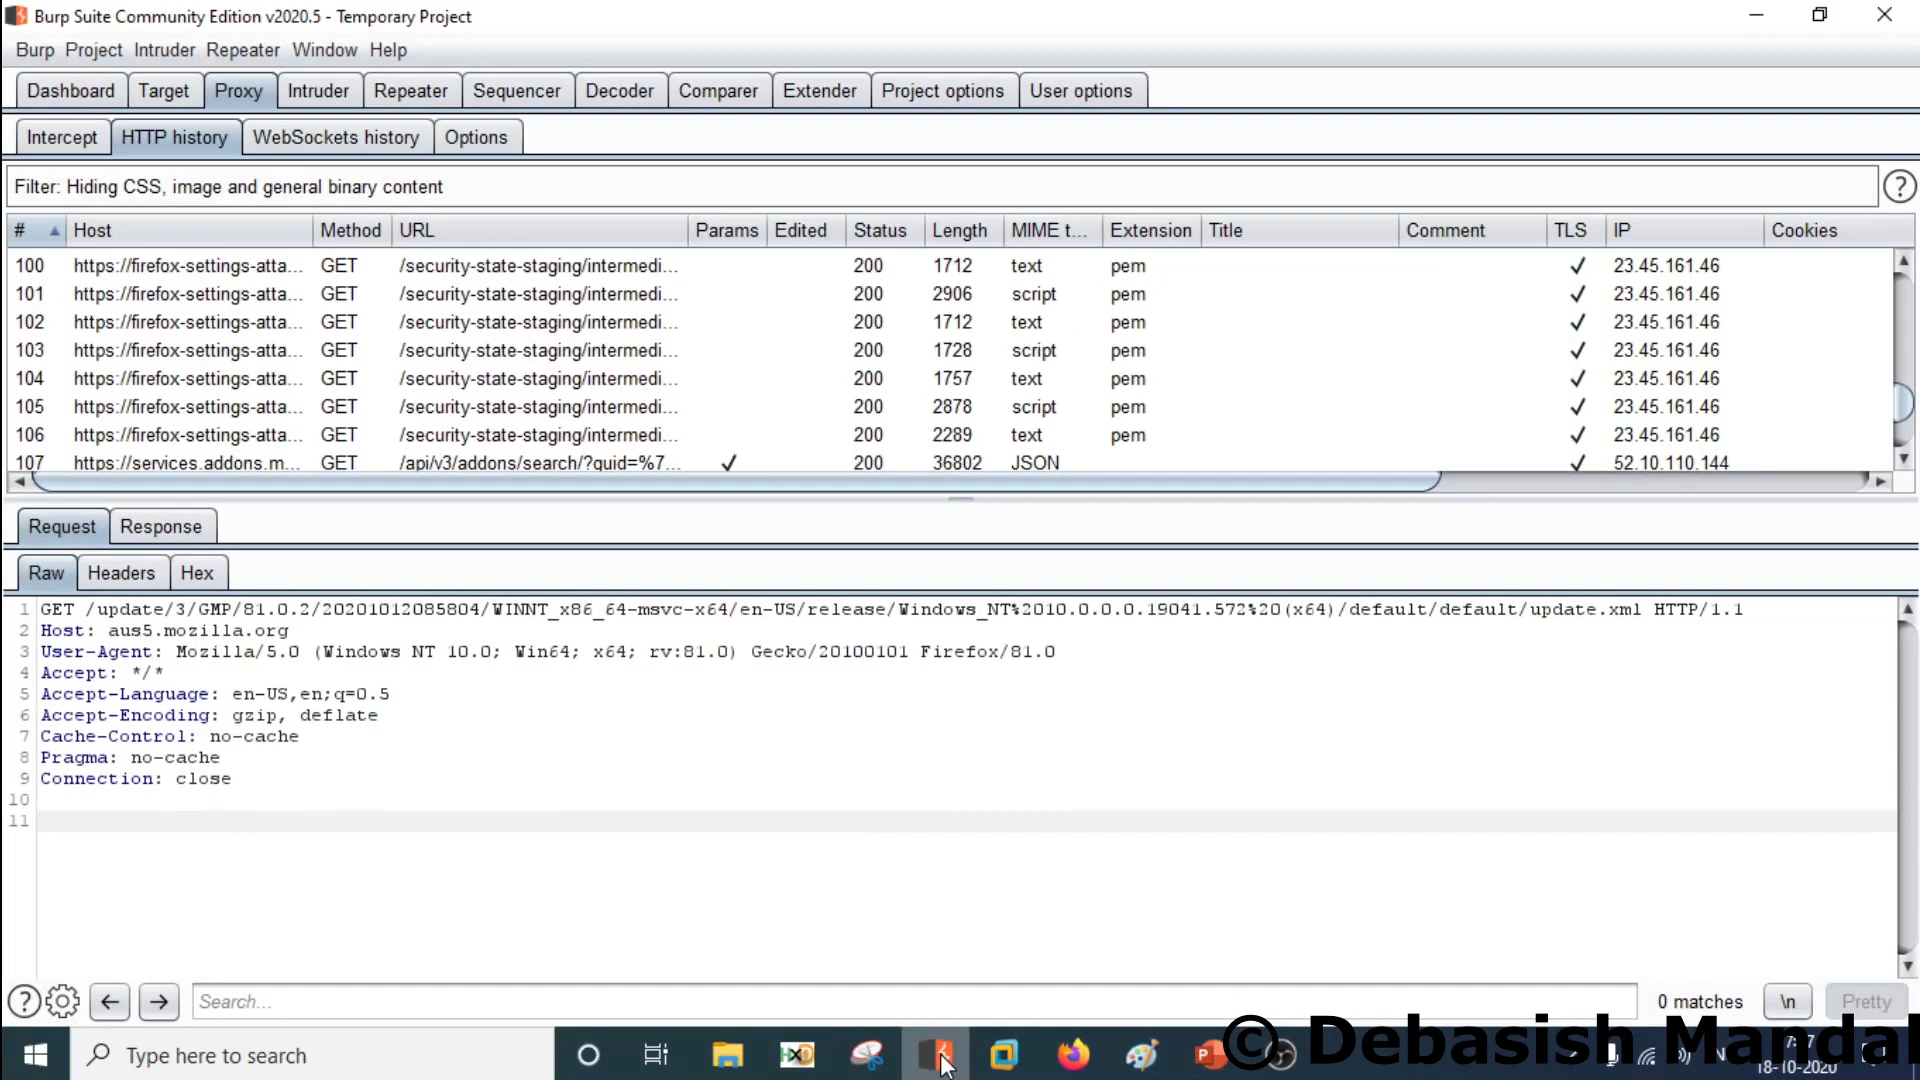 Burp Suite Community Edition v2020.5 - Temporary Project
Burp Project Intruder Repeater Window Help
Dashboard Target Proxy Intruder Repeater Sequencer Decoder Comparer Extender Project options User options
Intercept HTTP history WebSockets history Options
Filter: Hiding CSS, image and general binary content ?
# Host Method URL Params Edited Status Length MIME t... Extension Title Comment TLS IP Cookies
100 https://firefox-settings-atta... GET /security-state-staging/intermedi... 200 1712 text pem ✓ 23.45.161.46
101 https://firefox-settings-atta... GET /security-state-staging/intermedi... 200 2906 script pem ✓ 23.45.161.46
102 https://firefox-settings-atta... GET /security-state-staging/intermedi... 200 1712 text pem ✓ 23.45.161.46
103 https://firefox-settings-atta... GET /security-state-staging/intermedi... 200 1728 script pem ✓ 23.45.161.46
104 https://firefox-settings-atta... GET /security-state-staging/intermedi... 200 1757 text pem ✓ 23.45.161.46
105 https://firefox-settings-atta... GET /security-state-staging/intermedi... 200 2878 script pem ✓ 23.45.161.46
106 https://firefox-settings-atta... GET /security-state-staging/intermedi... 200 2289 text pem ✓ 23.45.161.46
107 https://services.addons.m... GET /api/v3/addons/search/?guid=%7... ✓ 200 36802 JSON ✓ 52.10.110.144
Request Response
Raw Headers Hex
1 GET /update/3/GMP/81.0.2/20201012085804/WINNT_x86_64-msvc-x64/en-US/release/Windows_NT%2010.0.0.0.19041.572%20(x64)/default/default/update.xml HTTP/1.1
2 Host: aus5.mozilla.org
3 User-Agent: Mozilla/5.0 (Windows NT 10.0; Win64; x64; rv:81.0) Gecko/20100101 Firefox/81.0
4 Accept: */*
5 Accept-Language: en-US,en;q=0.5
6 Accept-Encoding: gzip, deflate
7 Cache-Control: no-cache
8 Pragma: no-cache
9 Connection: close
10
11
? Search... 0 matches \n Pretty
Type here to search
© Debasish Mandal
18-10-2020